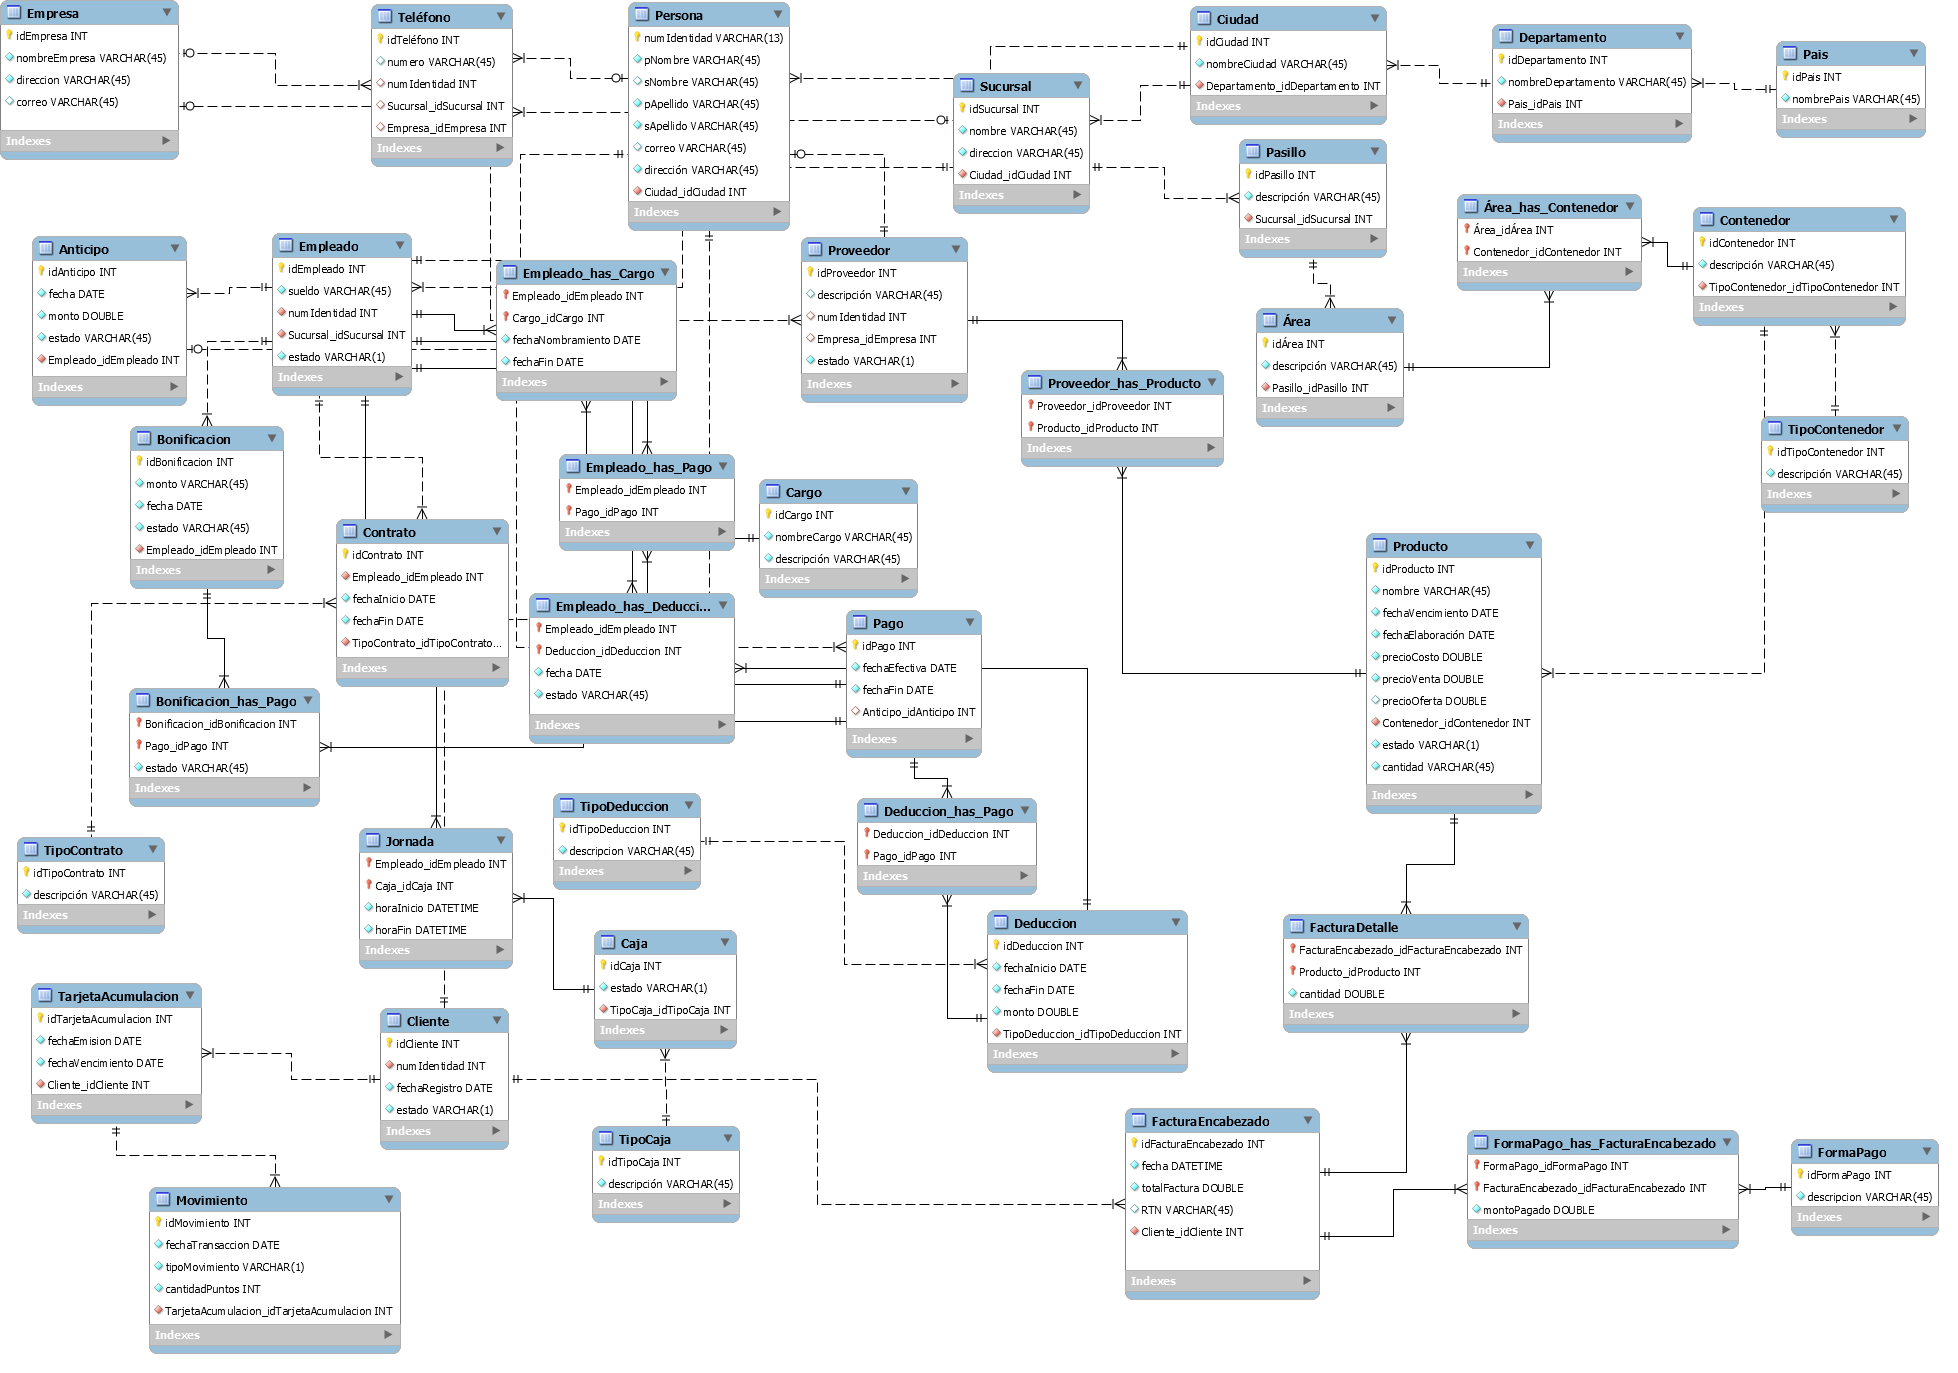 Empresa
idEmpresa INT
nombreEmpresa VARCHAR(45)
direccion VARCHAR(45)
correo VARCHAR(45)
Indexes
Teléfono
idTeléfono INT
numero VARCHAR(45)
numIdentidad INT
Sucursal_idSucursal INT
Empresa_idEmpresa INT
Indexes
Persona
numIdentidad VARCHAR(13)
pNombre VARCHAR(45)
sNombre VARCHAR(45)
pApellido VARCHAR(45)
sApellido VARCHAR(45)
correo VARCHAR(45)
dirección VARCHAR(45)
Ciudad_idCiudad INT
Indexes
Sucursal
idSucursal INT
nombre VARCHAR(45)
direccion VARCHAR(45)
Ciudad_idCiudad INT
Indexes
Ciudad
idCiudad INT
nombreCiudad VARCHAR(45)
Departamento_idDepartamento INT
Indexes
Departamento
idDepartamento INT
nombreDepartamento VARCHAR(45)
Pais_idPais INT
Indexes
Pais
idPais INT
nombrePais VARCHAR(45)
Indexes
Pasillo
idPasillo INT
descripción VARCHAR(45)
Sucursal_idSucursal INT
Indexes
Área_has_Contenedor
Área_idÁrea INT
Contenedor_idContenedor INT
Indexes
Contenedor
idContenedor INT
descripción VARCHAR(45)
TipoContenedor_idTipoContenedor INT
Indexes
Anticipo
idAnticipo INT
fecha DATE
monto DOUBLE
estado VARCHAR(45)
Empleado_idEmpleado INT
Indexes
Empleado
idEmpleado INT
sueldo VARCHAR(45)
numIdentidad INT
Sucursal_idSucursal INT
estado VARCHAR(1)
Indexes
Empleado_has_Cargo
Empleado_idEmpleado INT
Cargo_idCargo INT
fechaNombramiento DATE
fechaFin DATE
Indexes
Proveedor
idProveedor INT
descripción VARCHAR(45)
numIdentidad INT
Empresa_idEmpresa INT
estado VARCHAR(1)
Indexes
Área
idÁrea INT
descripción VARCHAR(45)
Pasillo_idPasillo INT
Indexes
Proveedor_has_Producto
Proveedor_idProveedor INT
Producto_idProducto INT
Indexes
TipoContenedor
idTipoContenedor INT
descripción VARCHAR(45)
Indexes
Bonificacion
idBonificacion INT
monto VARCHAR(45)
fecha DATE
estado VARCHAR(45)
Empleado_idEmpleado INT
Indexes
Empleado_has_Pago
Empleado_idEmpleado INT
Pago_idPago INT
Indexes
Cargo
idCargo INT
nombreCargo VARCHAR(45)
descripción VARCHAR(45)
Indexes
Contrato
idContrato INT
Empleado_idEmpleado INT
fechaInicio DATE
fechaFin DATE
TipoContrato_idTipoContrato...
Indexes
Producto
idProducto INT
nombre VARCHAR(45)
fechaVencimiento DATE
fechaElaboración DATE
precioCosto DOUBLE
precioVenta DOUBLE
precioOferta DOUBLE
Contenedor_idContenedor INT
estado VARCHAR(1)
cantidad VARCHAR(45)
Indexes
Empleado_has_Deducci...
Empleado_idEmpleado INT
Deduccion_idDeduccion INT
fecha DATE
estado VARCHAR(45)
Indexes
Pago
idPago INT
fechaEfectiva DATE
fechaFin DATE
Anticipo_idAnticipo INT
Indexes
Bonificacion_has_Pago
Bonificacion_idBonificacion INT
Pago_idPago INT
estado VARCHAR(45)
Indexes
TipoDeduccion
idTipoDeduccion INT
descripcion VARCHAR(45)
Indexes
Deduccion_has_Pago
Deduccion_idDeduccion INT
Pago_idPago INT
Indexes
TipoContrato
idTipoContrato INT
descripción VARCHAR(45)
Indexes
Jornada
Empleado_idEmpleado INT
Caja_idCaja INT
horaInicio DATETIME
horaFin DATETIME
Indexes
Caja
idCaja INT
estado VARCHAR(1)
TipoCaja_idTipoCaja INT
Indexes
Deduccion
idDeduccion INT
fechaInicio DATE
fechaFin DATE
monto DOUBLE
TipoDeduccion_idTipoDeduccion INT
Indexes
FacturaDetalle
FacturaEncabezado_idFacturaEncabezado INT
Producto_idProducto INT
cantidad DOUBLE
Indexes
TarjetaAcumulacion
idTarjetaAcumulacion INT
fechaEmision DATE
fechaVencimiento DATE
Cliente_idCliente INT
Indexes
Cliente
idCliente INT
numIdentidad INT
fechaRegistro DATE
estado VARCHAR(1)
Indexes
TipoCaja
idTipoCaja INT
descripción VARCHAR(45)
Indexes
FacturaEncabezado
idFacturaEncabezado INT
fecha DATETIME
totalFactura DOUBLE
RTN VARCHAR(45)
Cliente_idCliente INT
Indexes
FormaPago_has_FacturaEncabezado
FormaPago_idFormaPago INT
FacturaEncabezado_idFacturaEncabezado INT
montoPagado DOUBLE
Indexes
FormaPago
idFormaPago INT
descripcion VARCHAR(45)
Indexes
Movimiento
idMovimiento INT
fechaTransaccion DATE
tipoMovimiento VARCHAR(1)
cantidadPuntos INT
TarjetaAcumulacion_idTarjetaAcumulacion INT
Indexes